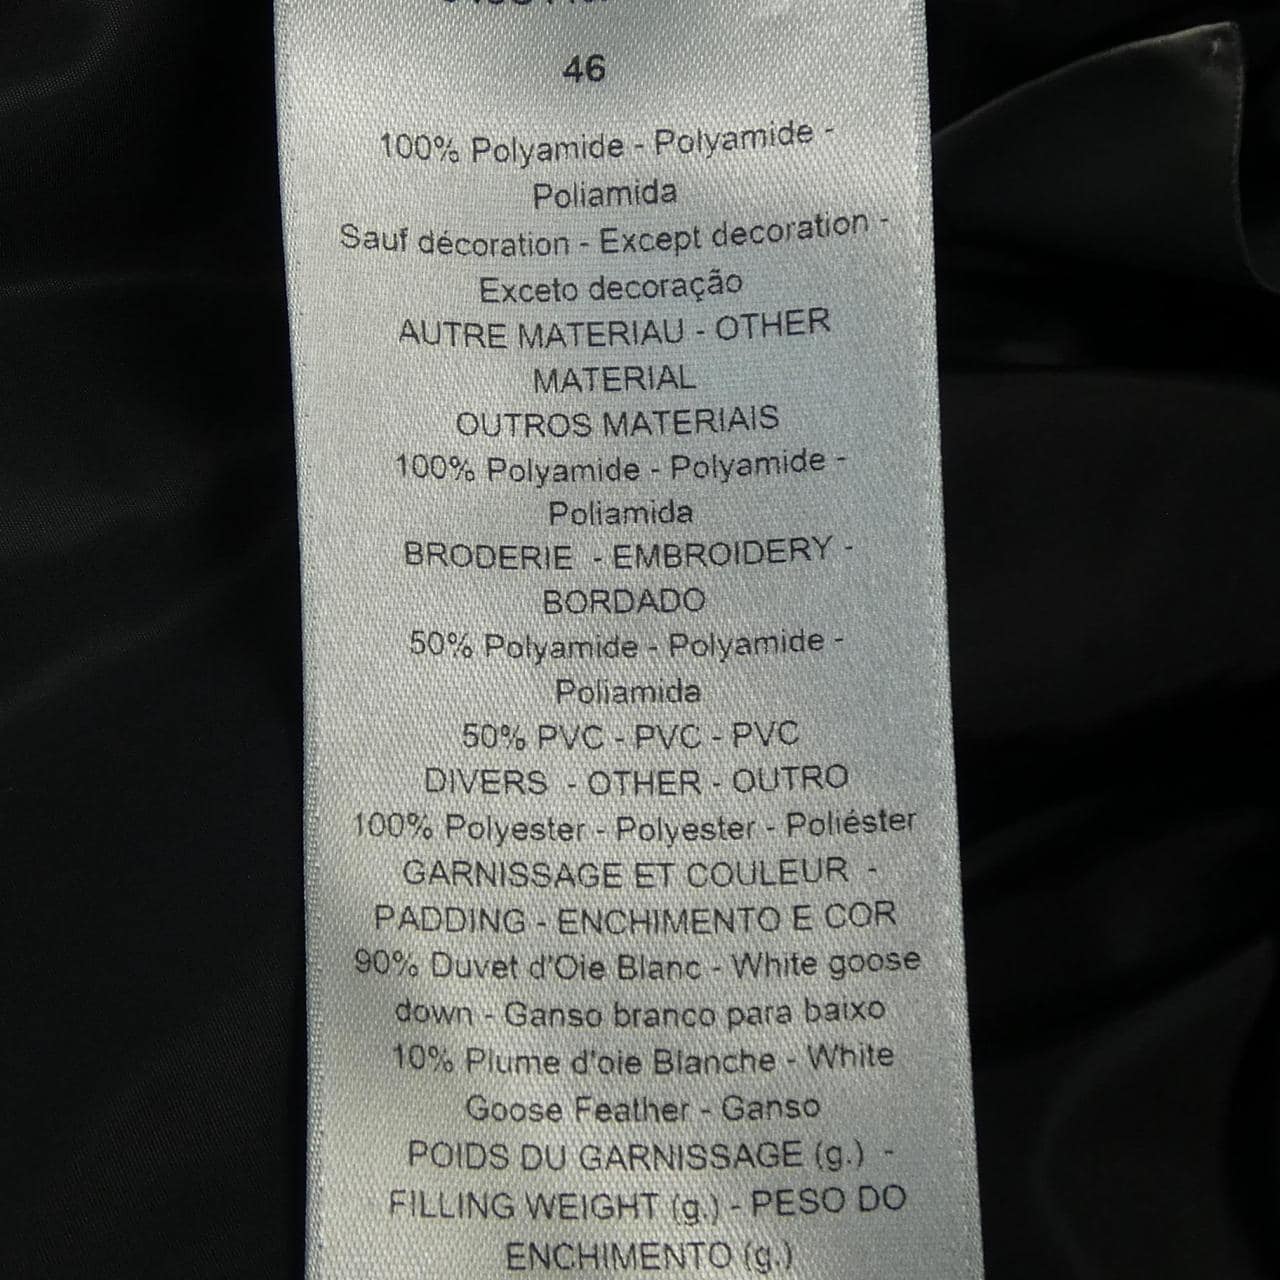 46
100% Polyamide - Polyamide -
Poliamida
Sauf décoration - Except decoration -
Exceto decoração
AUTRE MATERIAU - OTHER
MATERIAL
OUTROS MATERIAIS
100% Polyamide - Polyamide -
Poliamida
BRODERIE - EMBROIDERY -
BORDADO
50% Polyamide - Polyamide -
Poliamida
50% PVC - PVC - PVC
DIVERS - OTHER - OUTRO
100% Polyester - Polyester - Poliéster
GARNISSAGE ET COULEUR -
PADDING - ENCHIMENTO E COR
90% Duvet d'Oie Blanc - White goose
down - Ganso branco para baixo
10% Plume d'oie Blanche - White
Goose Feather - Ganso
POIDS DU GARNISSAGE (g.) -
FILLING WEIGHT (g.) - PESO DO
ENCHIMENTO (g.)